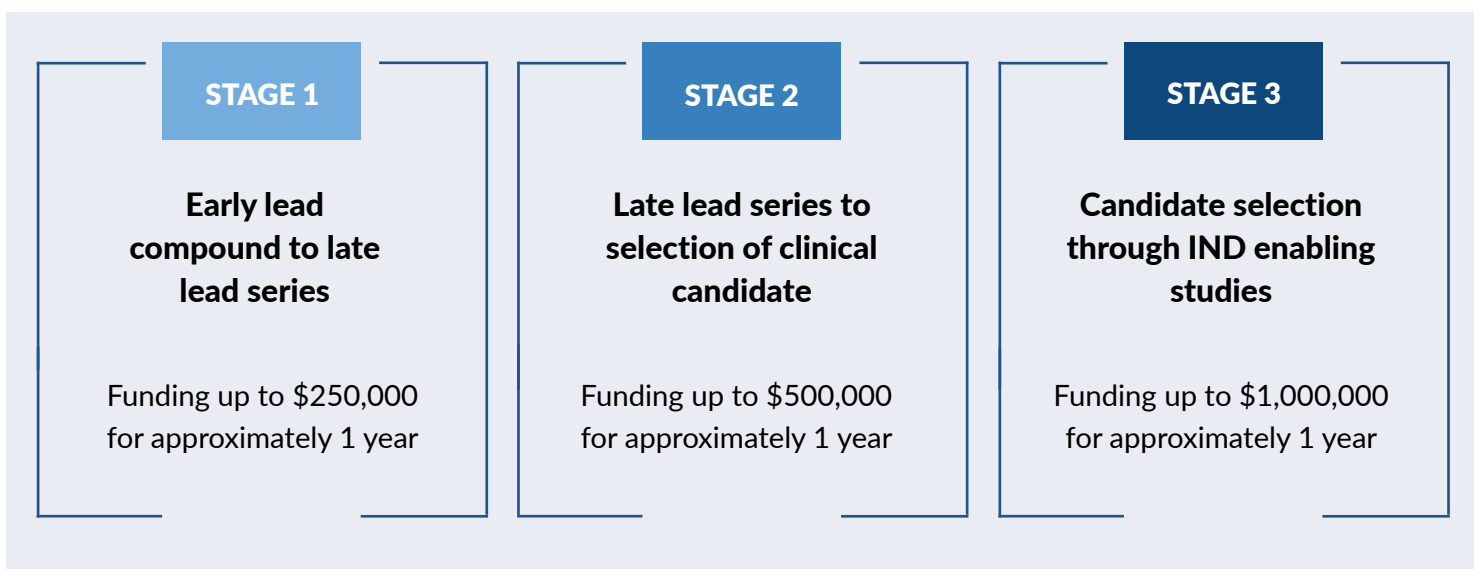 STAGE 1
Early lead
compound to late
lead series
Funding up to $250,000
for approximately 1 year
STAGE 2
Late lead series to
selection of clinical
candidate
Funding up to $500,000
for approximately 1 year
STAGE 3
Candidate selection
through IND enabling
studies
Funding up to $1,000,000
for approximately 1 year